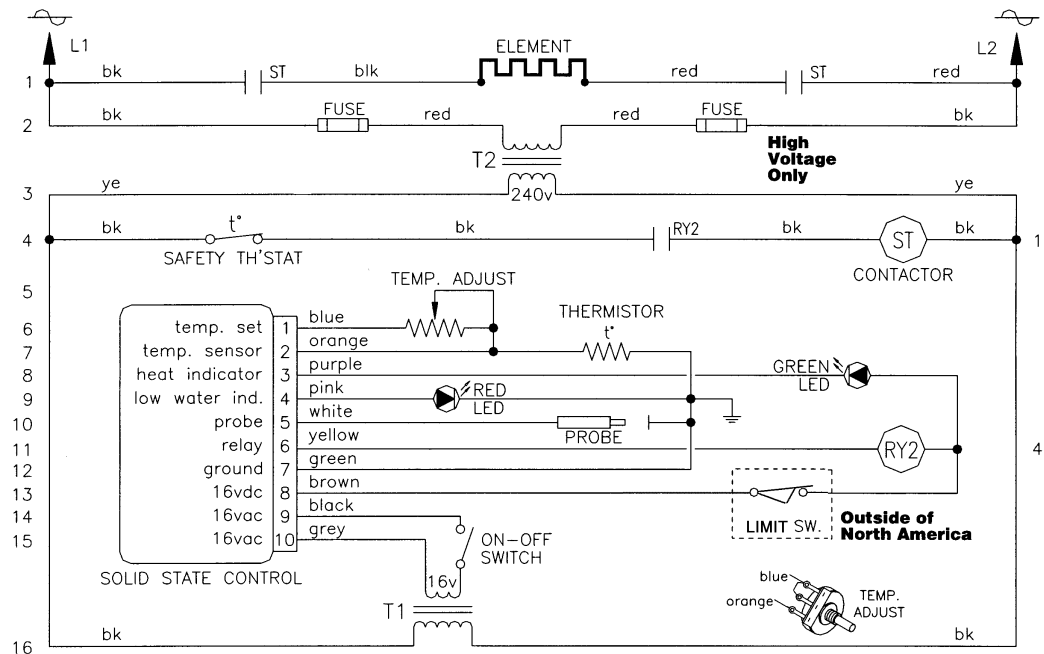 L1
L2
ELEMENT
1 bk ST blk red ST red
FUSE FUSE
2 bk red red bk
T2
High
Voltage
Only
3 ye 240v ye
4 bk t° bk RY2 bk ST bk 1
SAFETY TH'STAT
CONTACTOR
5 TEMP. ADJUST
THERMISTOR
t°
6 temp. set 1 blue
7 temp. sensor 2 orange
8 heat indicator 3 purple
GREEN
LED
9 low water ind. 4 pink
RED
LED
10 probe 5 white
PROBE
11 relay 6 yellow RY2 4
12 ground 7 green
13 16vdc 8 brown
LIMIT SW.
Outside of
North America
14 16vac 9 black
15 16vac 10 grey
ON-OFF
SWITCH
SOLID STATE CONTROL
16v
T1
blue
orange
TEMP.
ADJUST
16 bk bk